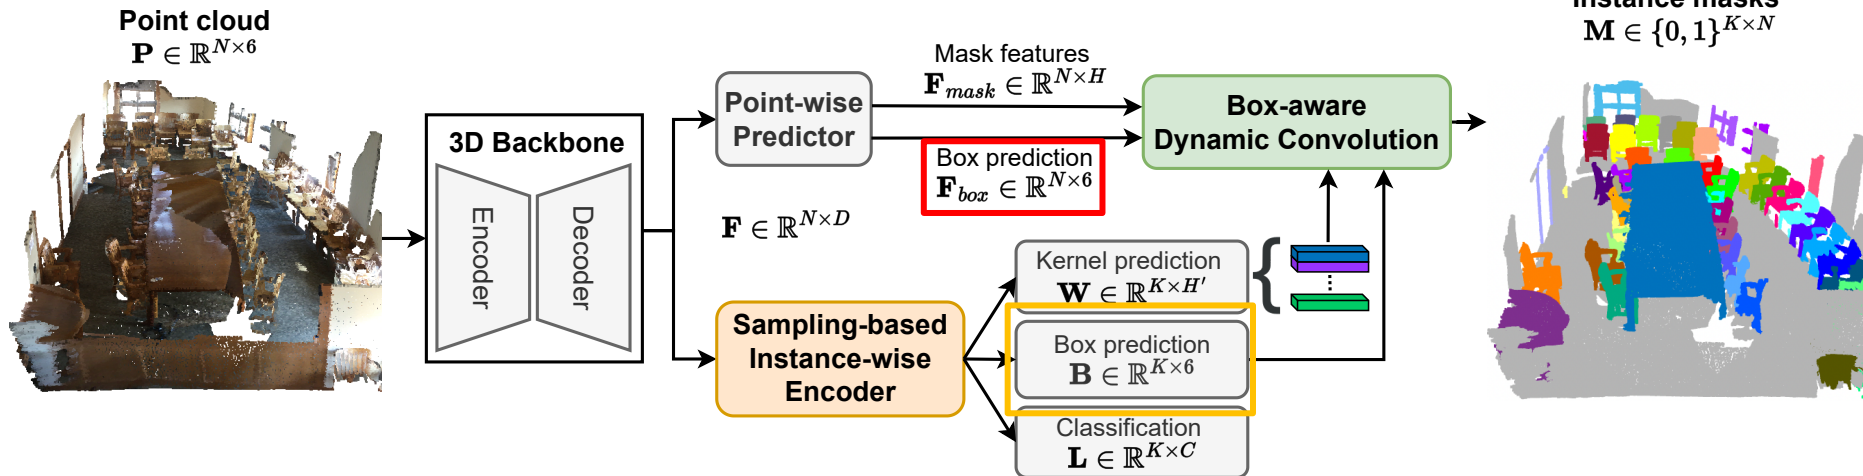 Point cloud
P ∈ ℝ^{N×6}
3D Backbone
Encoder
Decoder
F ∈ ℝ^{N×D}
Point-wise
Predictor
Mask features
F_{mask} ∈ ℝ^{N×H}
Box prediction
F_{box} ∈ ℝ^{N×6}
Box-aware
Dynamic Convolution
Sampling-based
Instance-wise
Encoder
Kernel prediction
W ∈ ℝ^{K×H'}
Box prediction
B ∈ ℝ^{K×6}
Classification
L ∈ ℝ^{K×C}
Instance masks
M ∈ {0, 1}^{K×N}